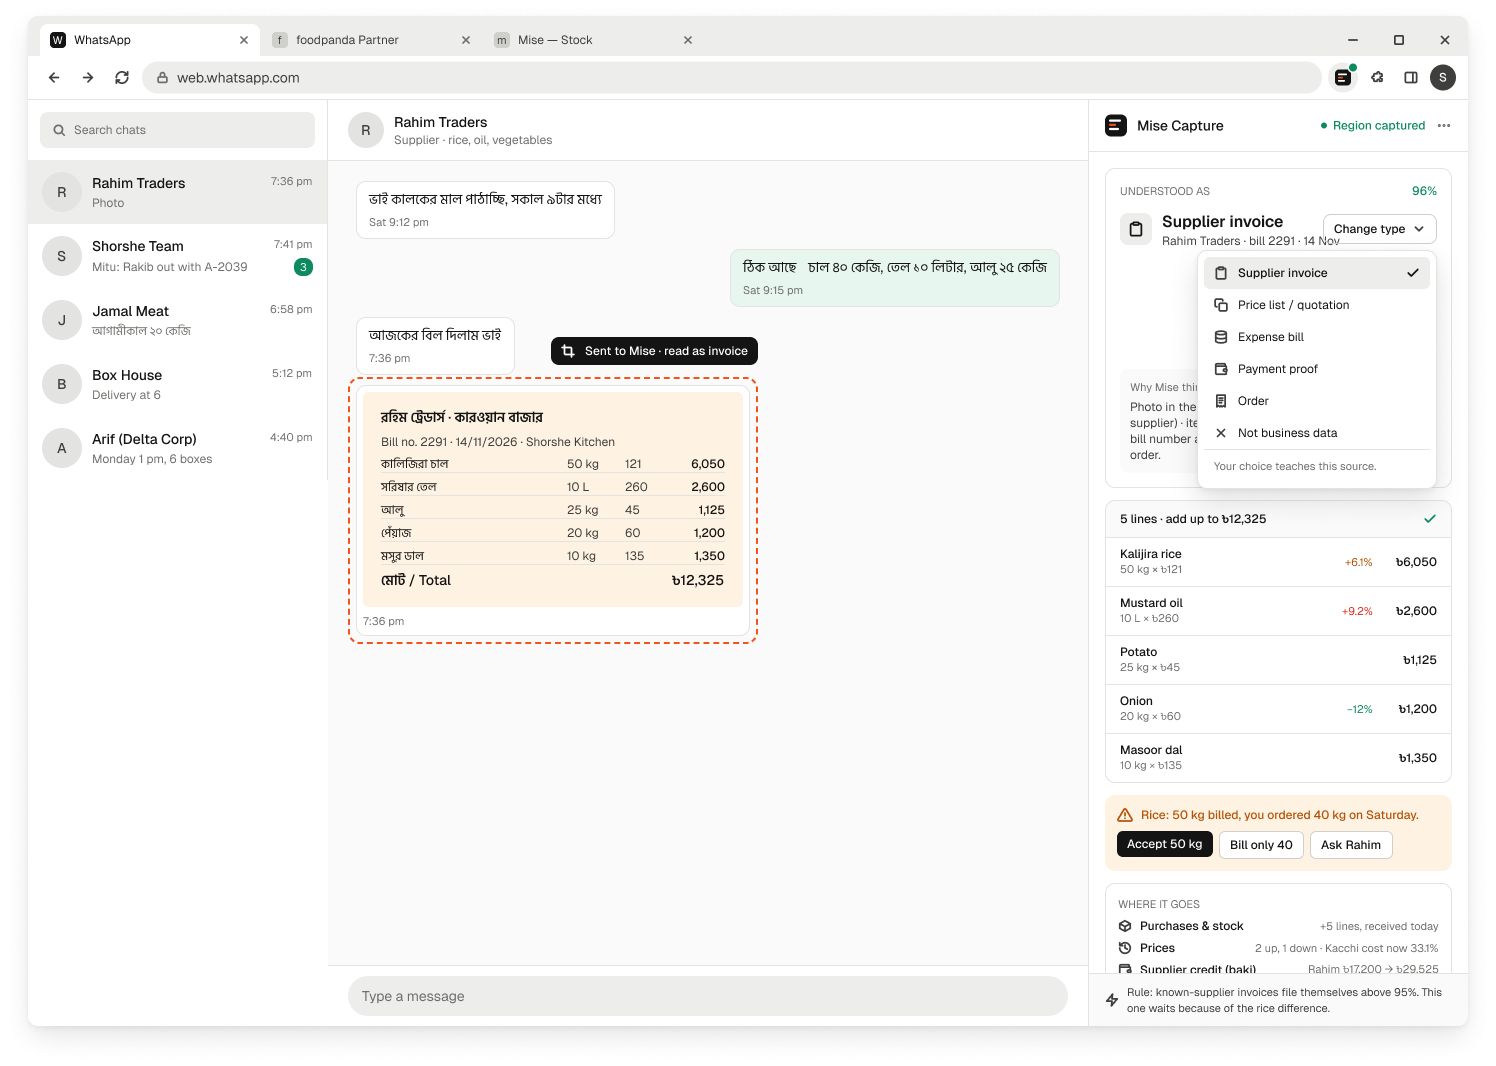 W WhatsApp
f foodpanda Partner
m Mise — Stock
web.whatsapp.com
S
Search chats
R Rahim Traders 7:36 pm
Photo
S Shorshe Team 7:41 pm
Mitu: Rakib out with A-2039 3
J Jamal Meat 6:58 pm
আগামীকাল ২০ কেজি
B Box House 5:12 pm
Delivery at 6
A Arif (Delta Corp) 4:40 pm
Monday 1 pm, 6 boxes
R Rahim Traders
Supplier · rice, oil, vegetables
ভাই কালকের মাল পাঠাচ্ছি, সকাল ৯টার মধ্যে
Sat 9:12 pm
ঠিক আছে চাল ৪০ কেজি, তেল ১০ লিটার, আলু ২৫ কেজি
Sat 9:15 pm
আজকের বিল দিলাম ভাই
7:36 pm
Sent to Mise · read as invoice
রহিম ট্রেডার্স · কারওয়ান বাজার
Bill no. 2291 · 14/11/2026 · Shorshe Kitchen
কালিজিরা চাল 50 kg 121 6,050
সরিষার তেল 10 L 260 2,600
আলু 25 kg 45 1,125
পেঁয়াজ 20 kg 60 1,200
মসুর ডাল 10 kg 135 1,350
মোট / Total ৳12,325
7:36 pm
Type a message
Mise Capture
Region captured
UNDERSTOOD AS 96%
Supplier invoice
Rahim Traders · bill 2291 · 14 Nov
Change type
Supplier invoice
Price list / quotation
Expense bill
Payment proof
Order
Not business data
Your choice teaches this source.
Why Mise
Photo in the
supplier)
bill number
order.
5 lines · add up to ৳12,325
Kalijira rice
50 kg × ৳121
+6.1% ৳6,050
Mustard oil
10 L × ৳260
+9.2% ৳2,600
Potato
25 kg × ৳45
৳1,125
Onion
20 kg × ৳60
−12% ৳1,200
Masoor dal
10 kg × ৳135
৳1,350
Rice: 50 kg billed, you ordered 40 kg on Saturday.
Accept 50 kg Bill only 40 Ask Rahim
WHERE IT GOES
Purchases & stock +5 lines, received today
Prices 2 up, 1 down · Kacchi cost now 33.1%
Supplier credit (baki) Rahim ৳17,200 → ৳29,525
Rule: known-supplier invoices file themselves above 95%. This
one waits because of the rice difference.